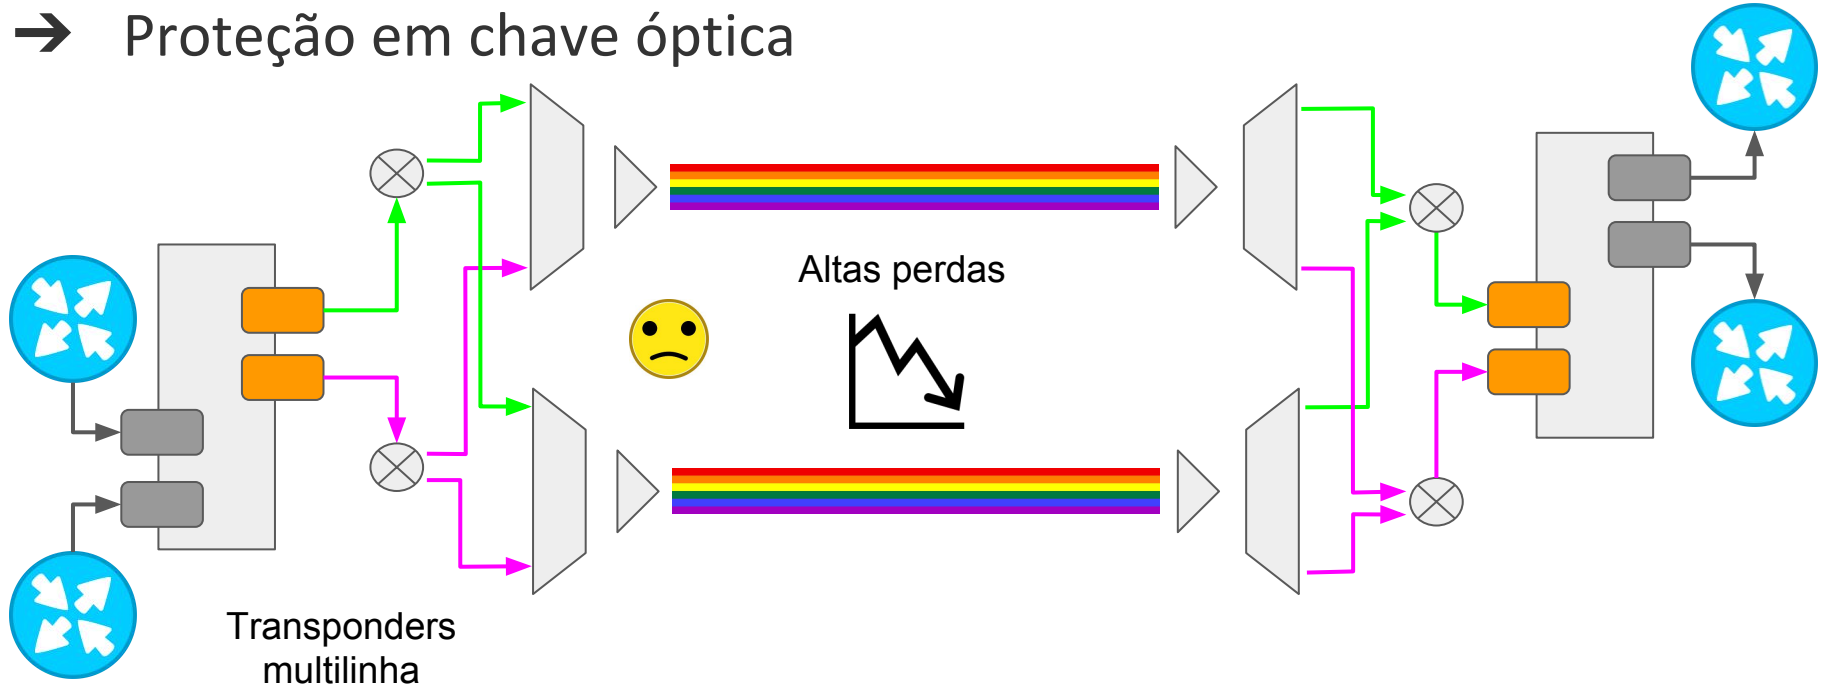 ➔ Proteção em chave óptica
Altas perdas
Transponders
multilinha